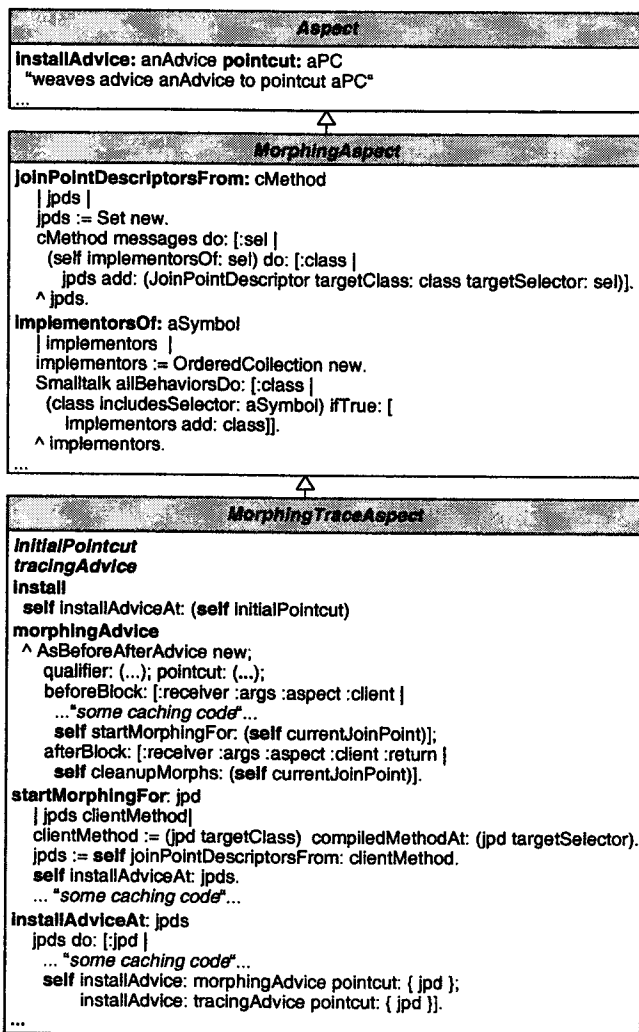 Aspect
installAdvice: anAdvice pointcut: aPC
"weaves advice anAdvice to pointcut aPC"
...
MorphingAspect
joinPointDescriptorsFrom: cMethod
| jpds |
jpds := Set new.
cMethod messages do: [:sel |
(self implementorsOf: sel) do: [:class |
jpds add: (JoinPointDescriptor targetClass: class targetSelector: sel)].
^ jpds.
implementorsOf: aSymbol
| implementors |
implementors := OrderedCollection new.
Smalltalk allBehaviorsDo: [:class |
(class includesSelector: aSymbol) ifTrue: [
implementors add: class]].
^ implementors.
...
MorphingTraceAspect
initialPointcut
tracingAdvice
install
self installAdviceAt: (self initialPointcut)
morphingAdvice
^ AsBeforeAfterAdvice new;
qualifier: (...); pointcut: (...);
beforeBlock: [:receiver :args :aspect :client |
..."some caching code"...
self startMorphingFor: (self currentJoinPoint)];
afterBlock: [:receiver :args :aspect :client :return |
self cleanupMorphs: (self currentJoinPoint)].
startMorphingFor: jpd
| jpds clientMethod|
clientMethod := (jpd targetClass) compiledMethodAt: (jpd targetSelector).
jpds := self joinPointDescriptorsFrom: clientMethod.
self installAdviceAt: jpds.
... "some caching code"...
installAdviceAt: jpds
jpds do: [:jpd |
... "some caching code"...
self installAdvice: morphingAdvice pointcut: { jpd };
installAdvice: tracingAdvice pointcut: { jpd }].
...